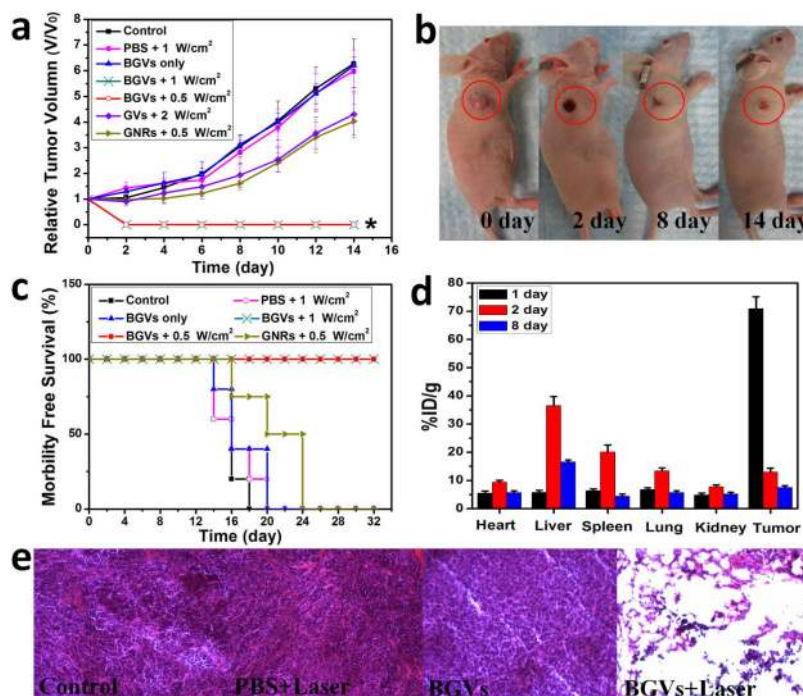 a
Relative Tumor Volumn (V/V0)
8
7
6
5
4
3
2
1
0
Control
PBS + 1 W/cm2
BGVs only
BGVs + 1 W/cm2
BGVs + 0.5 W/cm2
GVs + 2 W/cm2
GNRs + 0.5 W/cm2
*
0 2 4 6 8 10 12 14 16
Time (day)
b
0 day 2 day 8 day 14 day
c
Morbility Free Survival (%)
150
100
50
0
Control PBS + 1 W/cm2
BGVs only BGVs + 1 W/cm2
BGVs + 0.5 W/cm2 GNRs + 0.5 W/cm2
0 4 8 12 16 20 24 28 32
Time (day)
d
%ID/g
80
70
60
50
40
30
20
10
0
1 day
2 day
8 day
Heart Liver Spleen Lung Kidney Tumor
e
Control PBS+Laser BGVs BGVs+Laser